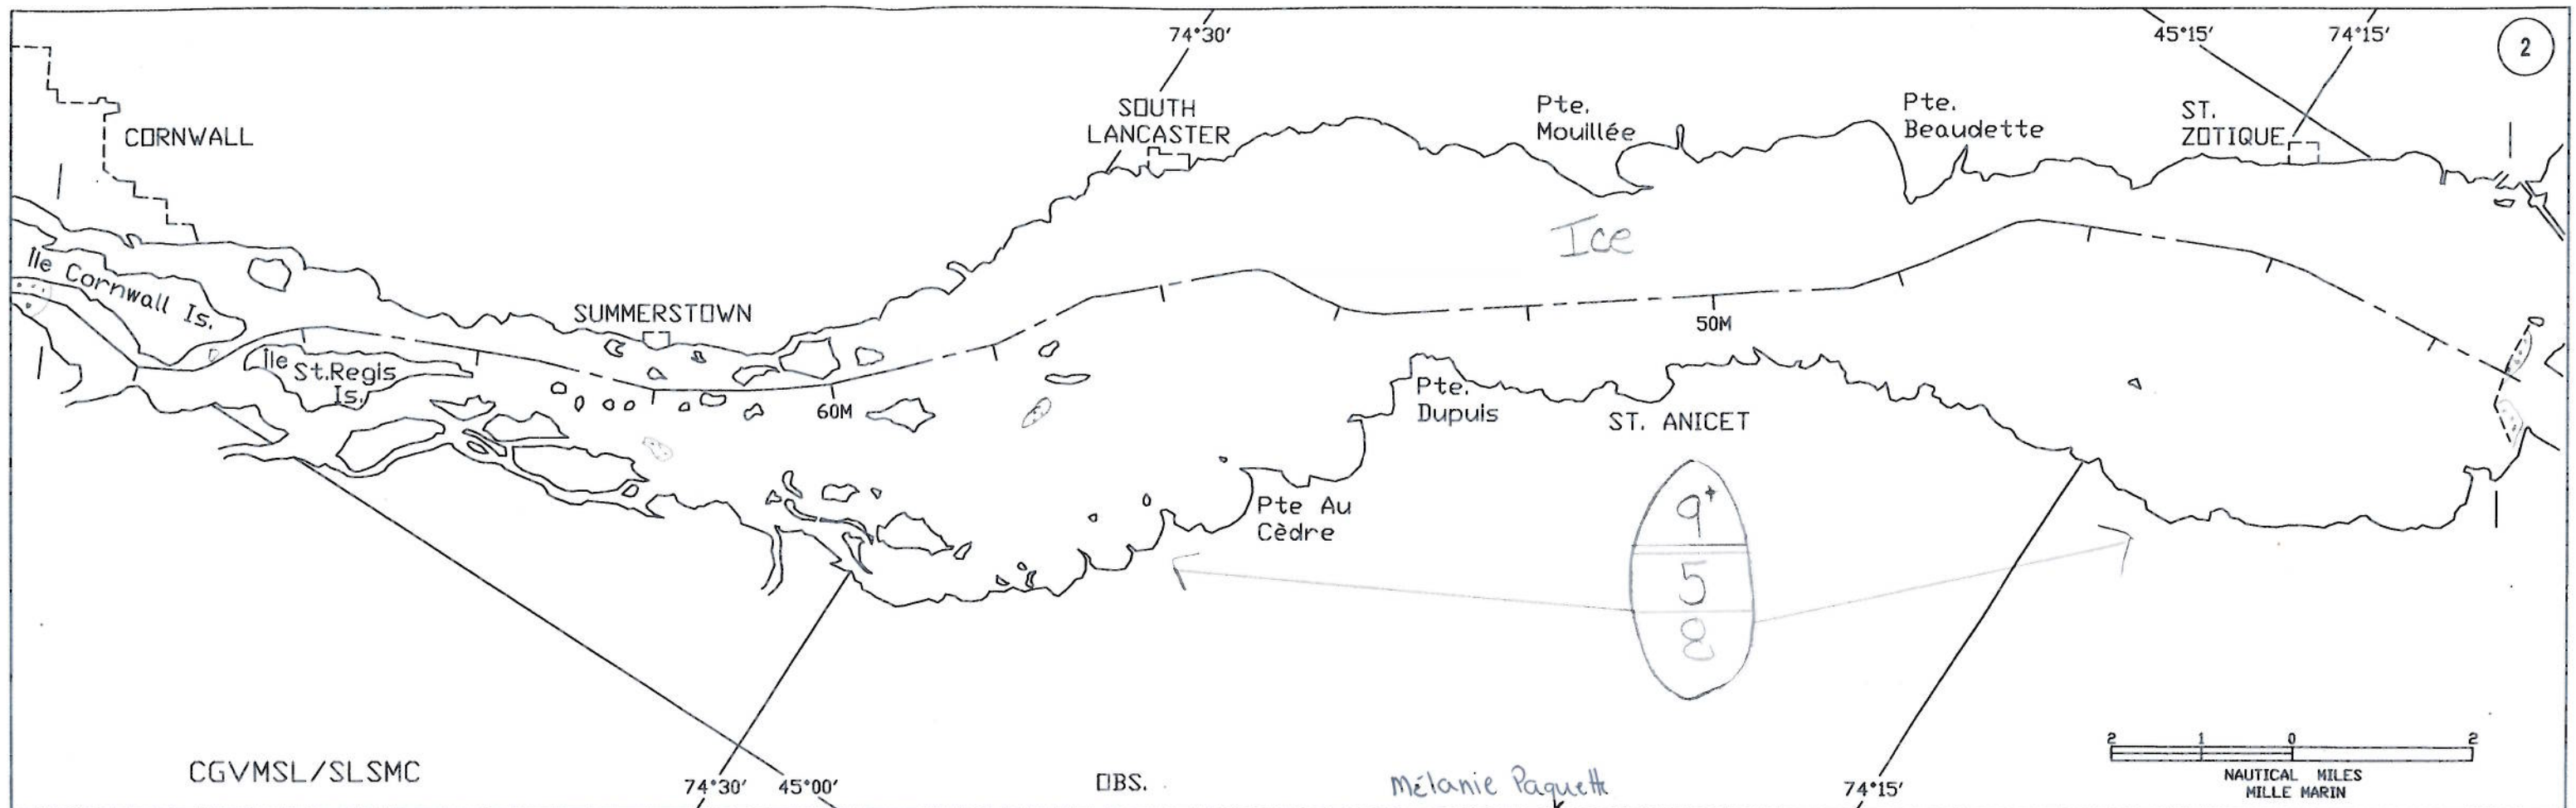 74°30′
45°15′
74°15′
2
CORNWALL
SOUTH
LANCASTER
Pte.
Mouillée
Pte.
Beaudette
ST.
ZOTIQUE
Ice
Île Cornwall Is.
SUMMERSTOWN
Île
St.Regis
Is.
60M
50M
Pte.
Dupuis
ST. ANICET
Pte Au
Cèdre
9+
5
8
CGVMSL/SLSMC
74°30′
45°00′
OBS.
Mélanie Paquette
74°15′
2 1 0 2
NAUTICAL MILES
MILLE MARIN